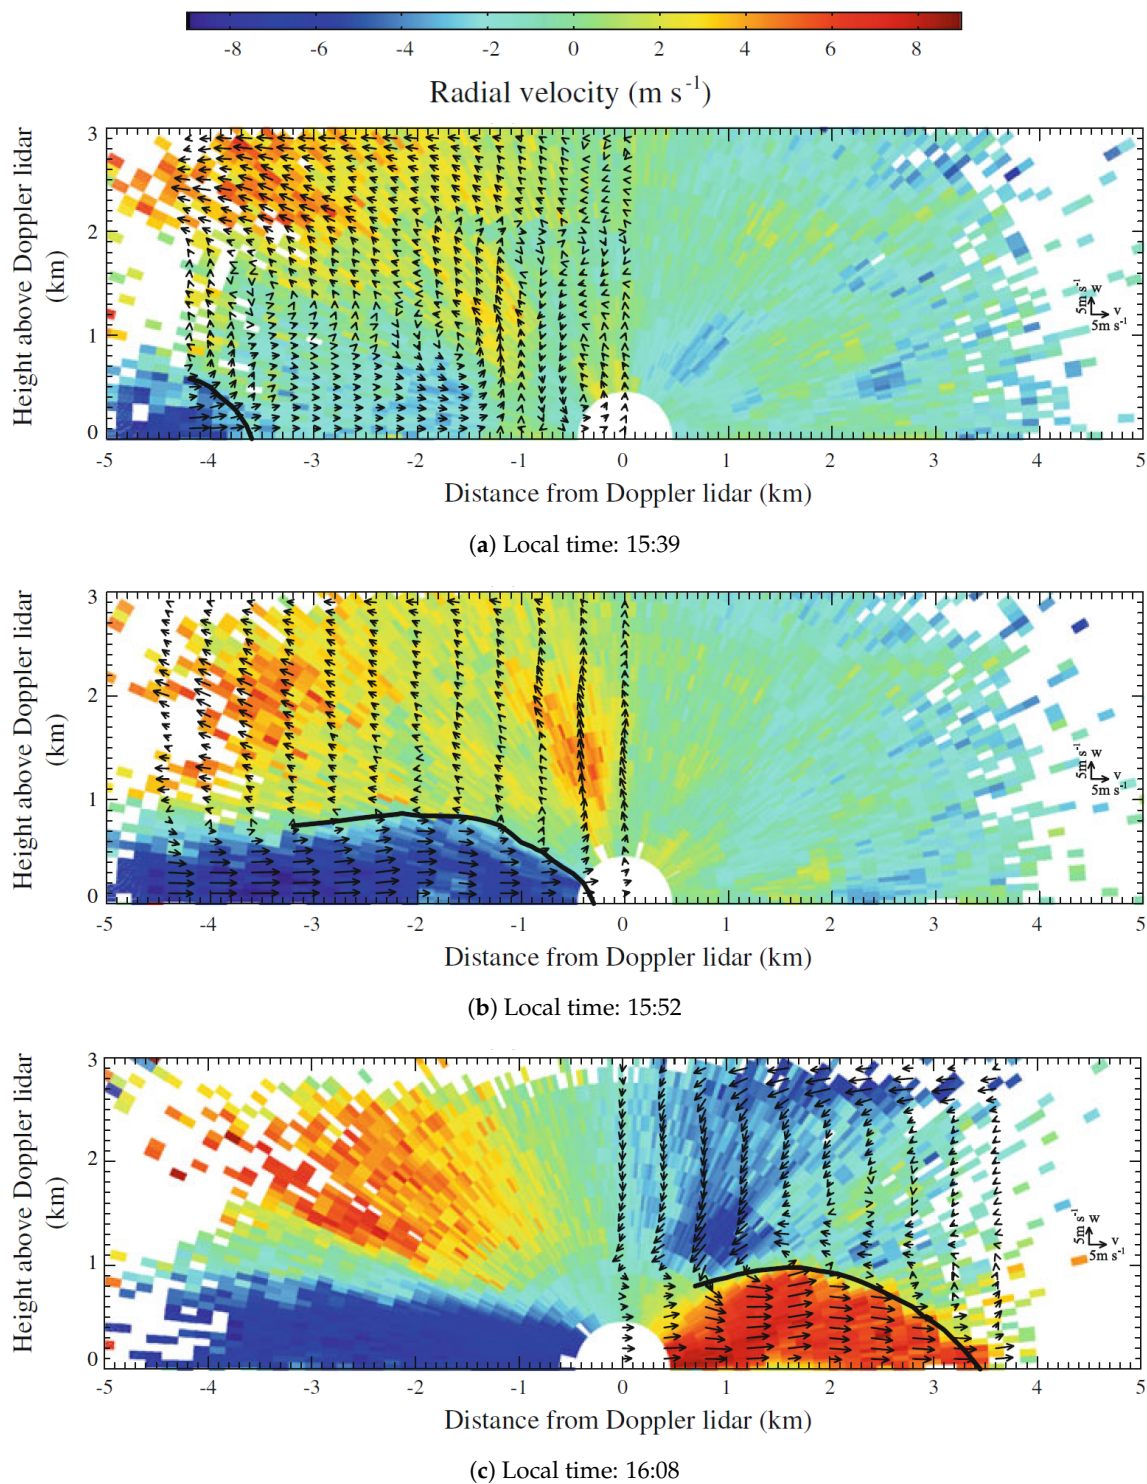 -8 -6 -4 -2 0 2 4 6 8
Radial velocity (m s⁻¹)
Height above Doppler lidar
(km)
3
2
1
0
5m s⁻¹ w
v
5m s⁻¹
-5 -4 -3 -2 -1 0 1 2 3 4 5
Distance from Doppler lidar (km)
(a) Local time: 15:39
Height above Doppler lidar
(km)
3
2
1
0
5m s⁻¹ w
v
5m s⁻¹
-5 -4 -3 -2 -1 0 1 2 3 4 5
Distance from Doppler lidar (km)
(b) Local time: 15:52
Height above Doppler lidar
(km)
3
2
1
0
5m s⁻¹ w
v
5m s⁻¹
-5 -4 -3 -2 -1 0 1 2 3 4 5
Distance from Doppler lidar (km)
(c) Local time: 16:08